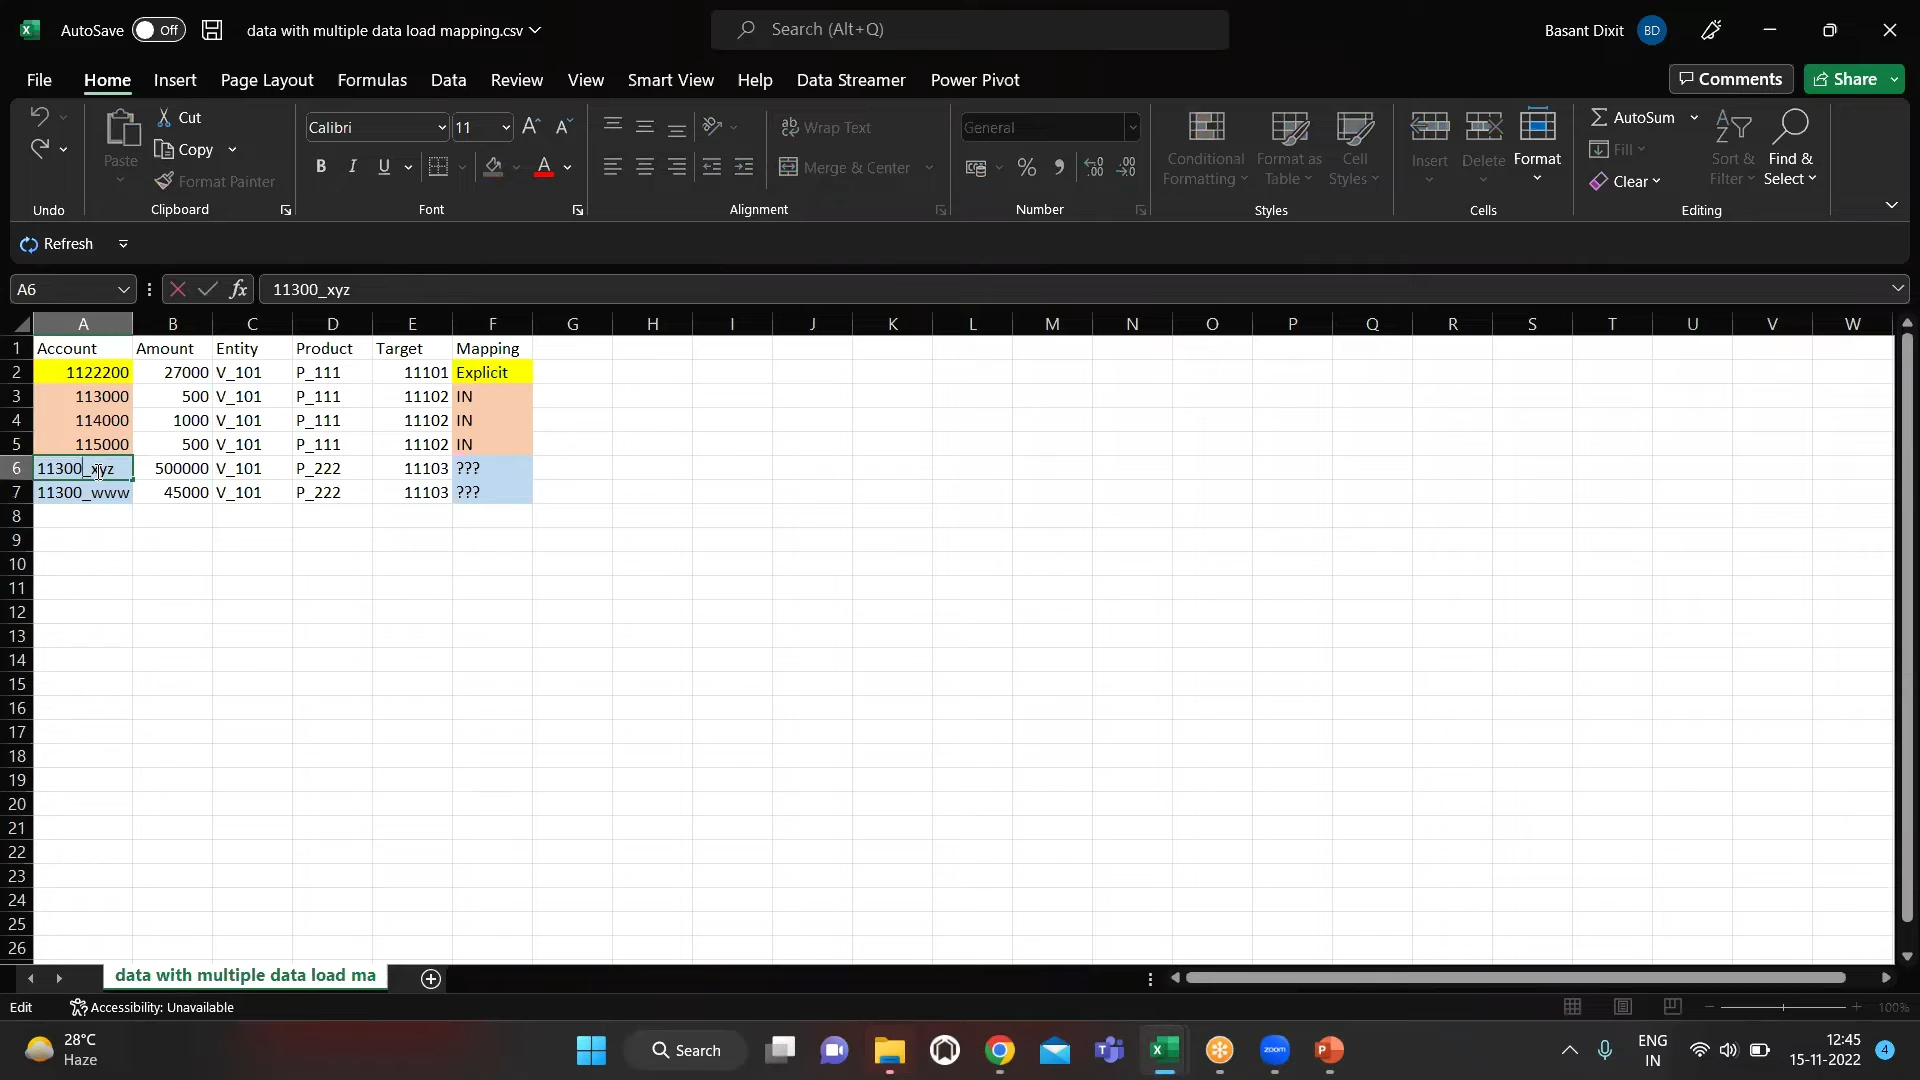 AutoSave Off data with multiple data load mapping.csv Search (Alt+Q) Basant Dixit BD
File Home Insert Page Layout Formulas Data Review View Smart View Help Data Streamer Power Pivot Comments Share
Undo
Paste
Cut
Copy
Format Painter
Clipboard
Calibri 11
B I U A
Font
Wrap Text
Merge & Center
Alignment
General
Number
Conditional Formatting
Format as Table
Cell Styles
Styles
Insert
Delete
Format
Cells
AutoSum
Fill
Clear
Sort & Filter
Find & Select
Editing
Refresh
A6 fx 11300_xyz
A B C D E F G H I J K L M N O P Q R S T U V W
1 Account Amount Entity Product Target Mapping
2 1122200 27000 V_101 P_111 11101 Explicit
3 113000 500 V_101 P_111 11102 IN
4 114000 1000 V_101 P_111 11102 IN
5 115000 500 V_101 P_111 11102 IN
6 11300_xyz 500000 V_101 P_222 11103 ???
7 11300_www 45000 V_101 P_222 11103 ???
8
9
10
11
12
13
14
15
16
17
18
19
20
21
22
23
24
25
26
data with multiple data load ma
Edit Accessibility: Unavailable 100%
28°C
Haze
Search
zoom
ENG
IN
12:45
15-11-2022
4